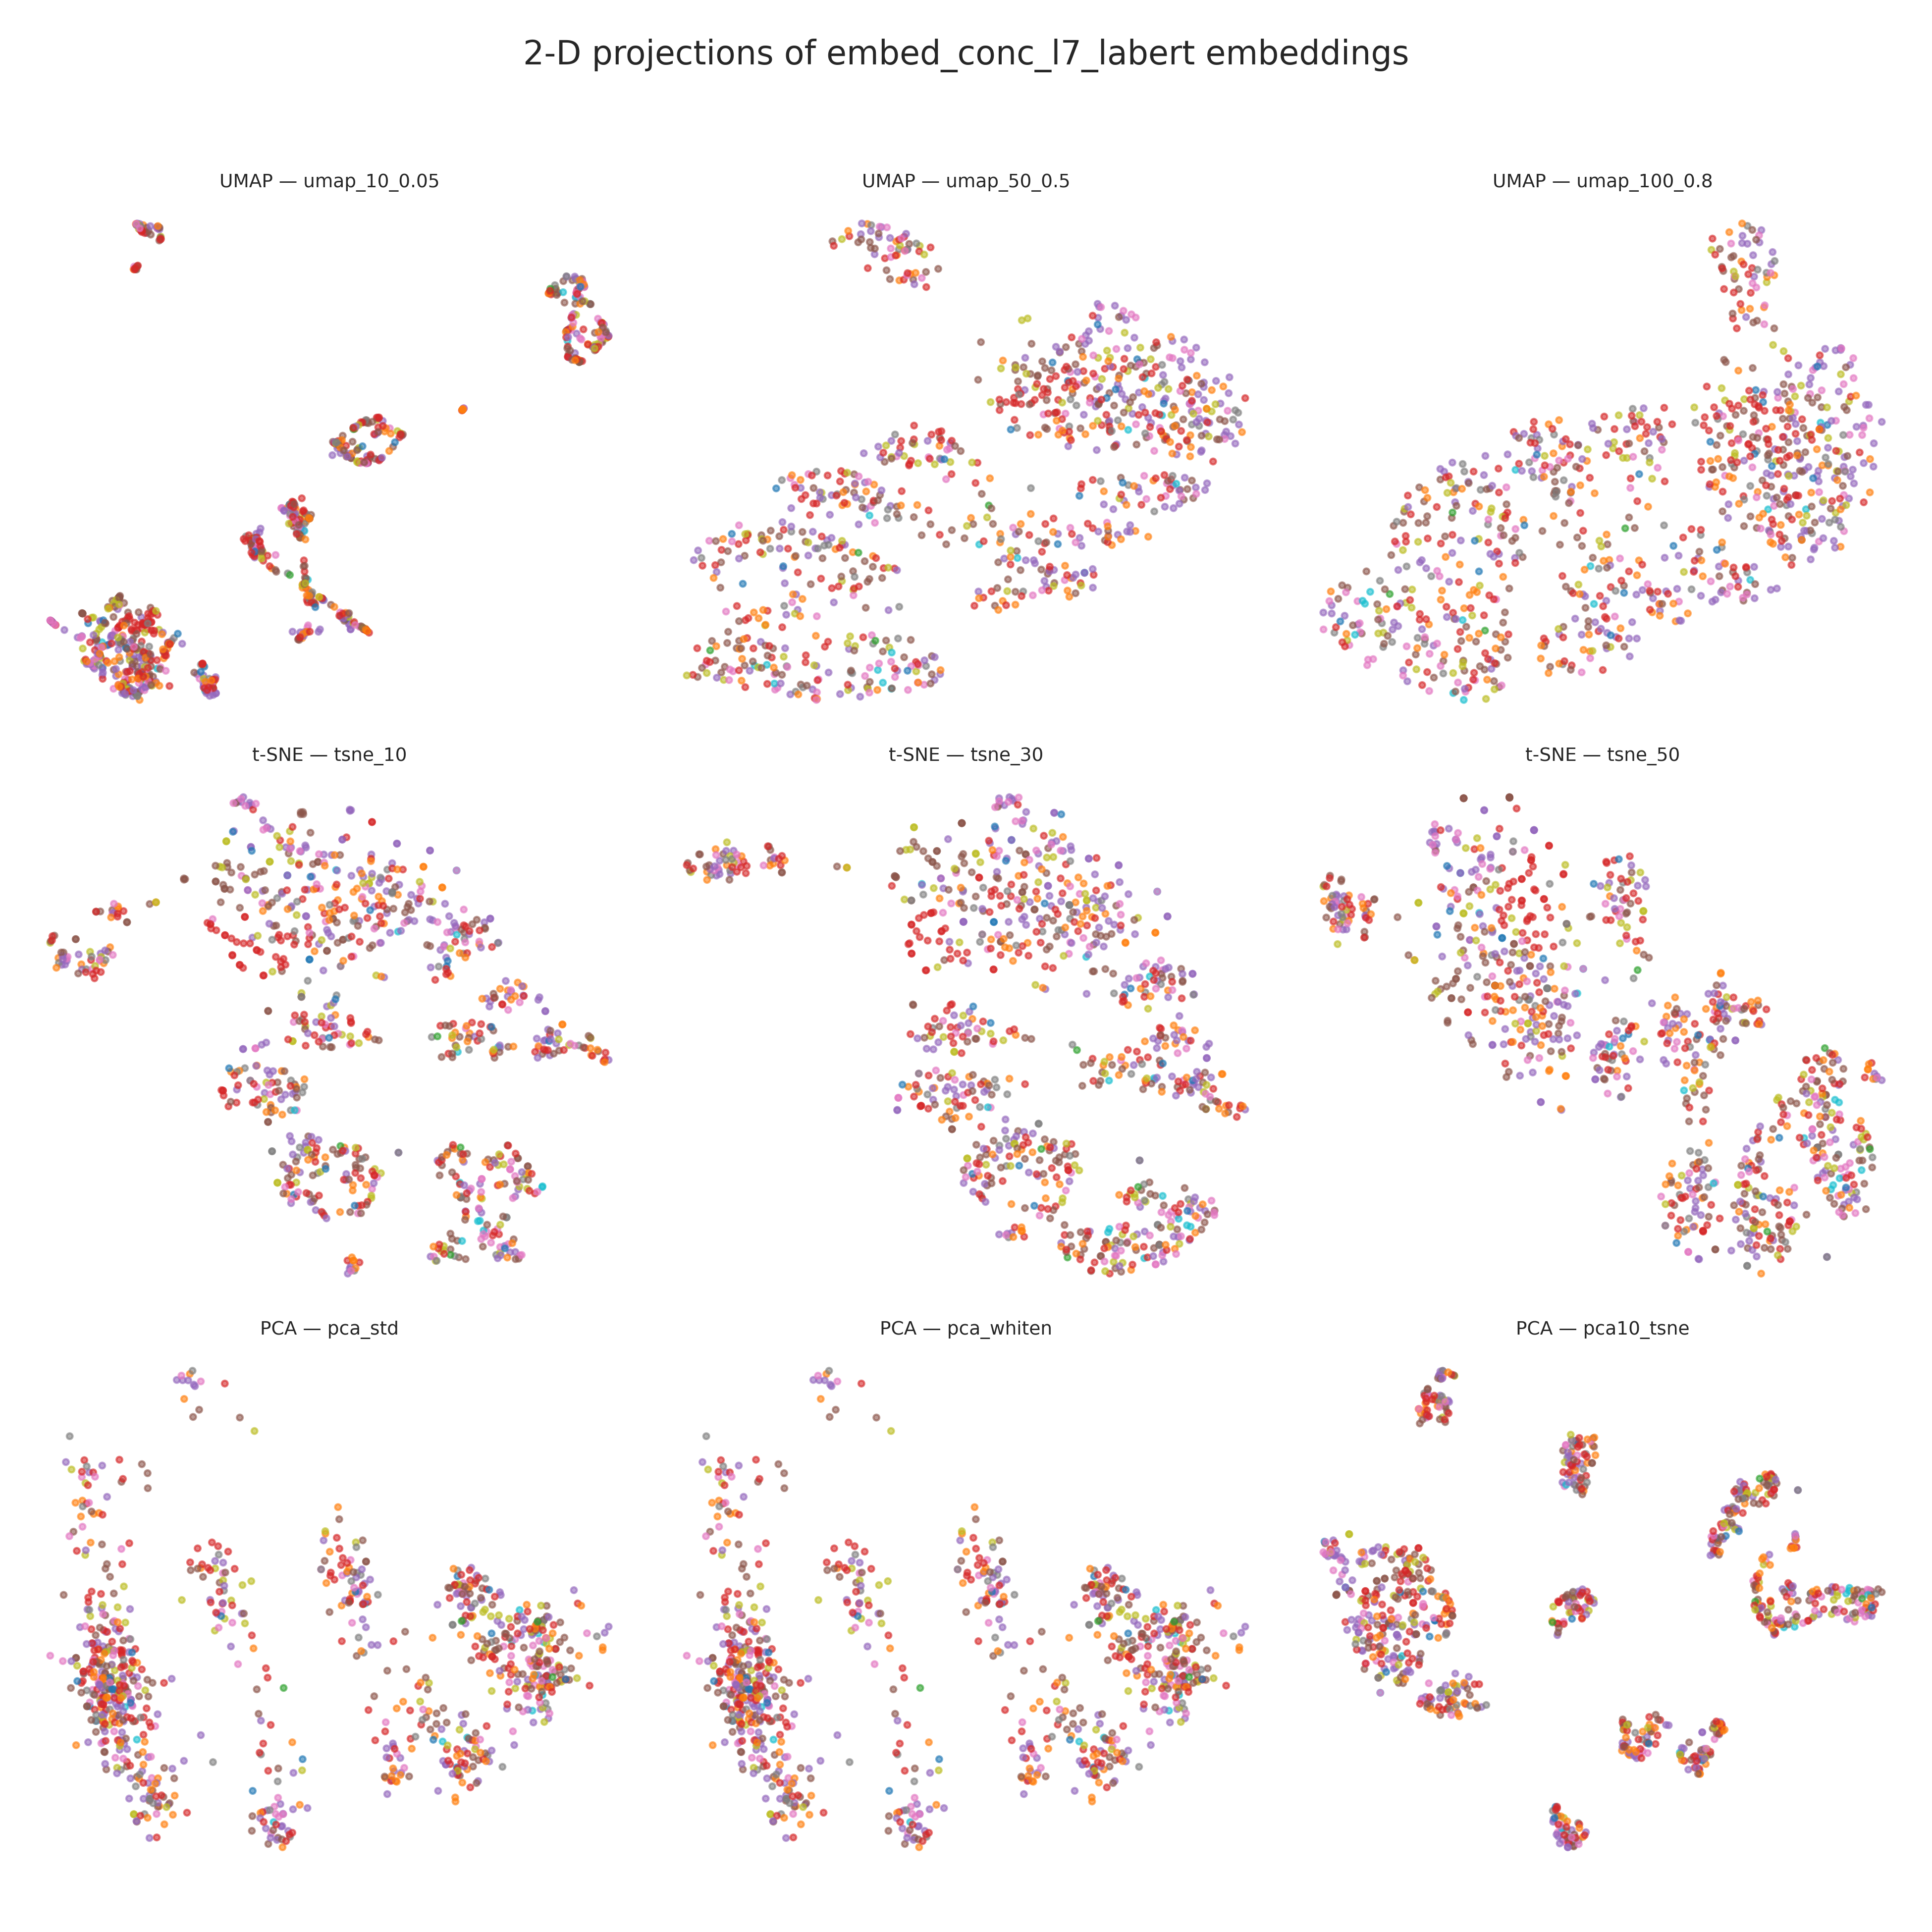 2-D projections of embed_conc_l7_labert embeddings
UMAP — umap_10_0.05
UMAP — umap_50_0.5
UMAP — umap_100_0.8
t-SNE — tsne_10
t-SNE — tsne_30
t-SNE — tsne_50
PCA — pca_std
PCA — pca_whiten
PCA — pca10_tsne